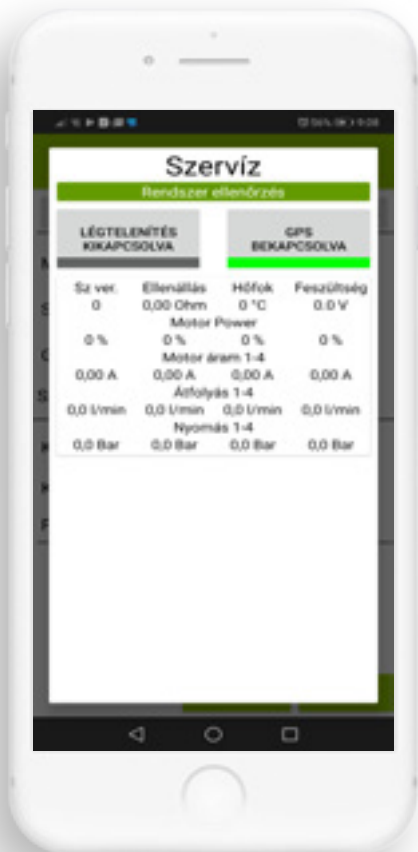 56% 9:08
Szervíz
Rendszer ellenőrzés
LÉGTELENÍTÉS KIKAPCSOLVA
GPS BEKAPCSOLVA
Sz ver. Ellenállás Hőfok Feszültség
0 0,00 Ohm 0 °C 0.0 V
Motor Power
0 % 0 % 0 % 0 %
Motor áram 1-4
0,00 A 0,00 A 0,00 A 0,00 A
Átfolyás 1-4
0,0 l/min 0,0 l/min 0,0 l/min 0,0 l/min
Nyomás 1-4
0,0 Bar 0,0 Bar 0,0 Bar 0,0 Bar